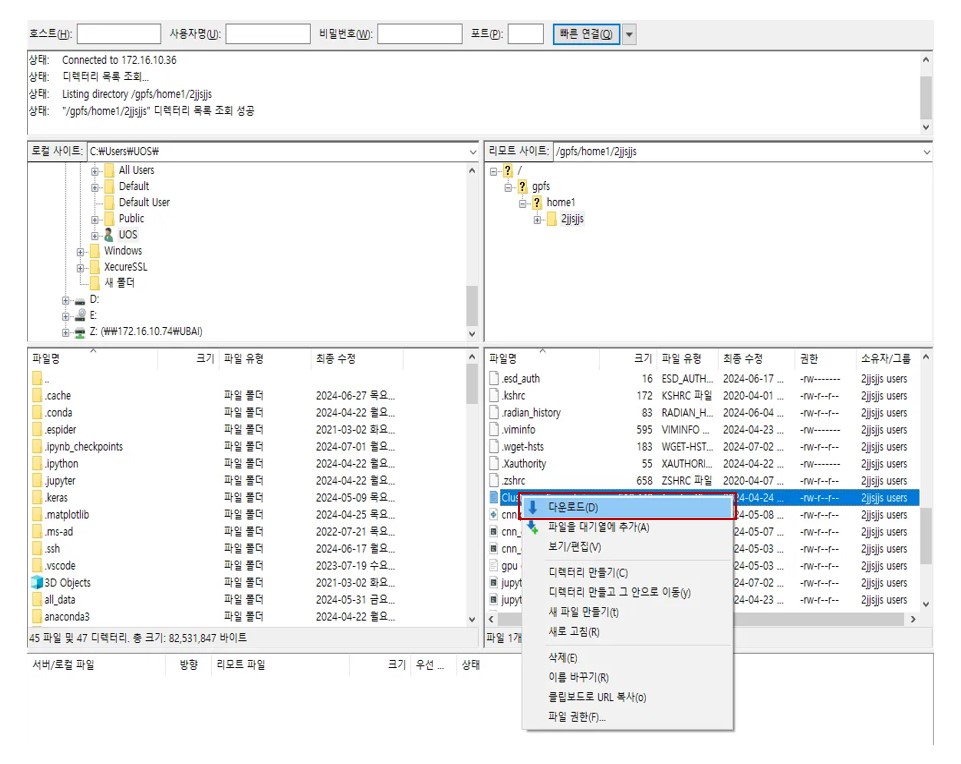 호스트(H): 사용자명(U): 비밀번호(W): 포트(P): 빠른 연결(Q)
상태: Connected to 172.16.10.36
상태: 디렉터리 목록 조회...
상태: Listing directory /gpfs/home1/2jjsjjs
상태: "/gpfs/home1/2jjsjjs" 디렉터리 목록 조회 성공
로컬 사이트: C:₩Users₩UOS₩
All Users
Default
Default User
Public
UOS
Windows
XecureSSL
새 폴더
D:
E:
Z: (₩₩172.16.10.74₩UBAI)
리모트 사이트: /gpfs/home1/2jjsjjs
/
gpfs
home1
2jjsjjs
파일명 크기 파일 유형 최종 수정
..
.cache 파일 폴더 2024-06-27 목요...
.conda 파일 폴더 2024-04-22 월요...
.espider 파일 폴더 2021-03-02 화요...
.ipynb_checkpoints 파일 폴더 2024-07-01 월요...
.ipython 파일 폴더 2024-04-22 월요...
.jupyter 파일 폴더 2024-04-22 월요...
.keras 파일 폴더 2024-05-09 목요...
.matplotlib 파일 폴더 2024-04-25 목요...
.ms-ad 파일 폴더 2022-07-21 목요...
.ssh 파일 폴더 2024-06-17 월요...
.vscode 파일 폴더 2023-07-19 수요...
3D Objects 파일 폴더 2021-03-02 화요...
all_data 파일 폴더 2024-05-31 금요...
anaconda3 파일 폴더 2024-04-22 월요...
45 파일 및 47 디렉터리. 총 크기: 82,531,847 바이트
파일명 크기 파일 유형 최종 수정 권한 소유자/그룹
.esd_auth 16 ESD_AUTH... 2024-06-17 ... -rw------- 2jjsjjs users
.kshrc 172 KSHRC 파일 2020-04-01 ... -rw-r--r-- 2jjsjjs users
.radian_history 83 RADIAN_H... 2024-06-04 ... -rw-r--r-- 2jjsjjs users
.viminfo 595 VIMINFO ... 2024-04-23 ... -rw------- 2jjsjjs users
.wget-hsts 183 WGET-HST... 2024-07-02 ... -rw-r--r-- 2jjsjjs users
.Xauthority 55 XAUTHORI... 2024-04-22 ... -rw------- 2jjsjjs users
.zshrc 658 ZSHRC 파일 2020-04-07 ... -rw-r--r-- 2jjsjjs users
24-04-24 ... -rw-r--r-- 2jjsjjs users
cnn_ 24-05-08 ... -rw-r--r-- 2jjsjjs users
cnn_ 24-05-07 ... -rw-r--r-- 2jjsjjs users
cnn_ 24-05-03 ... -rw-r--r-- 2jjsjjs users
gpu 24-05-03 ... -rw-r--r-- 2jjsjjs users
jupyt 24-07-02 ... -rw-r--r-- 2jjsjjs users
jupyt 24-04-23 ... -rw-r--r-- 2jjsjjs users
파일 1개
다운로드(D)
파일을 대기열에 추가(A)
보기/편집(V)
디렉터리 만들기(C)
디렉터리 만들고 그 안으로 이동(y)
새 파일 만들기(t)
새로 고침(R)
삭제(E)
이름 바꾸기(R)
클립보드로 URL 복사(o)
파일 권한(F)...
서버/로컬 파일 방향 리모트 파일 크기 우선 ... 상태